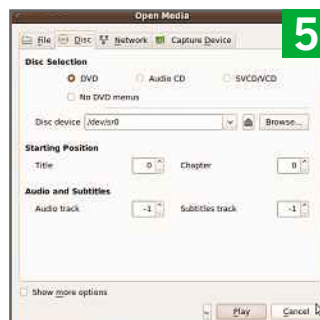 Open Media
5
File Disc Network Capture Device
Disc Selection
DVD Audio CD SVCD/VCD
No DVD menus
Disc device /dev/sr0 Browse...
Starting Position
Title 0 Chapter 0
Audio and Subtitles
Audio track -1 Subtitles track -1
Show more options
Play Cancel